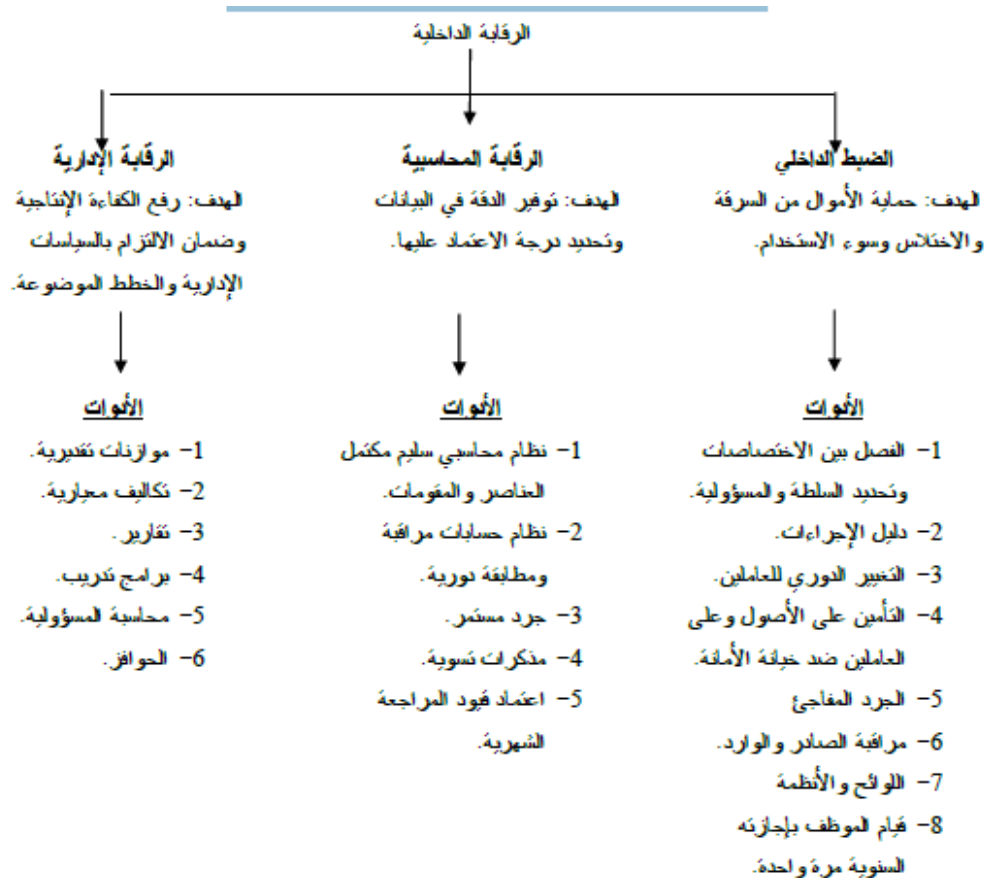 الرقابة الداخلية
الضبط الداخلي
الهدف: حماية الأموال من السرقة
والاختلاس وسوء الاستخدام.
الأدوات
1- الفصل بين الاختصاصات
وتحديد السلطة والمسؤولية.
2- دليل الإجراءات.
3- التغيير الدوري للعاملين.
4- التأمين على الأصول وعلى
العاملين ضد خيانة الأمانة.
5- الجرد المفاجئ
6- مراقبة الصادر والوارد.
7- اللوائح والأنظمة
8- قيام الموظف بإجازته
السنوية مرة واحدة.
الرقابة المحاسبية
الهدف: توفير الدقة في البيانات
وتحديد درجة الاعتماد عليها.
الأدوات
1- نظام محاسبي سليم مكتمل
العناصر والمقومات.
2- نظام حسابات مراقبة
ومطابقة دورية.
3- جرد مستمر.
4- مذكرات تسوية.
5- اعتماد قيود المراجعة
الشهرية.
الرقابة الإدارية
الهدف: رفع الكفاءة الإنتاجية
وضمان الالتزام بالسياسات
الإدارية والخطط الموضوعة.
الأدوات
1- موازنات تقديرية.
2- تكاليف معيارية.
3- تقارير.
4- برامج تدريب.
5- محاسبة المسؤولية.
6- الحوافز.